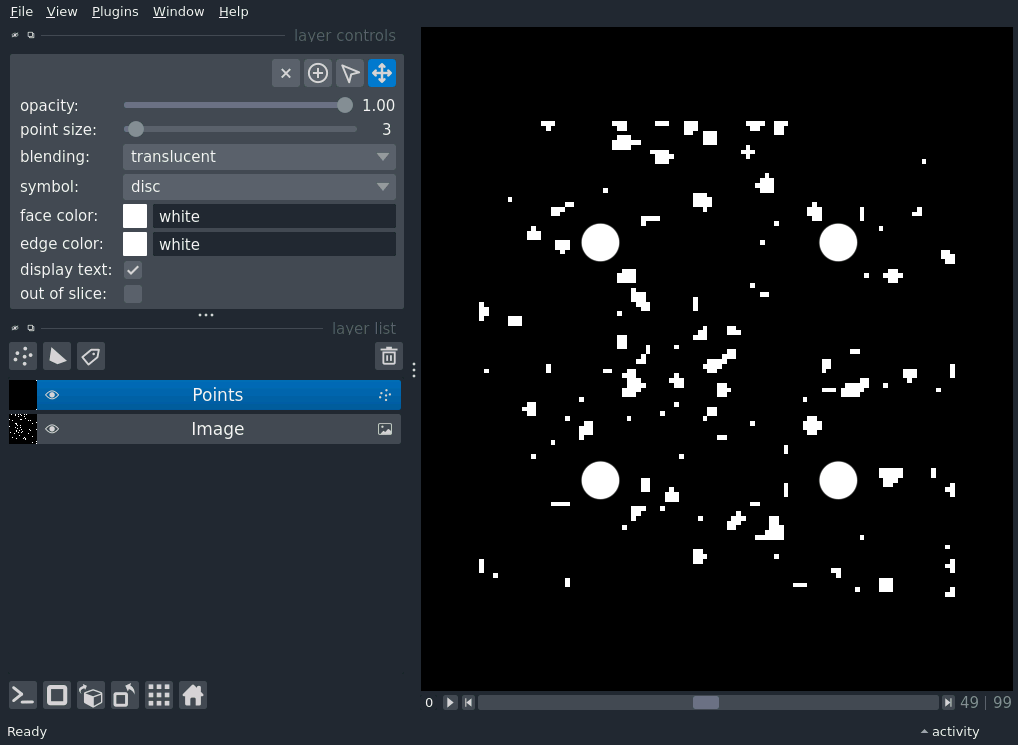 File View Plugins Window Help
layer controls
opacity: 1.00
point size: 3
blending: translucent
symbol: disc
face color: white
edge color: white
display text:
out of slice:
layer list
Points
Image
0 49 | 99
Ready activity